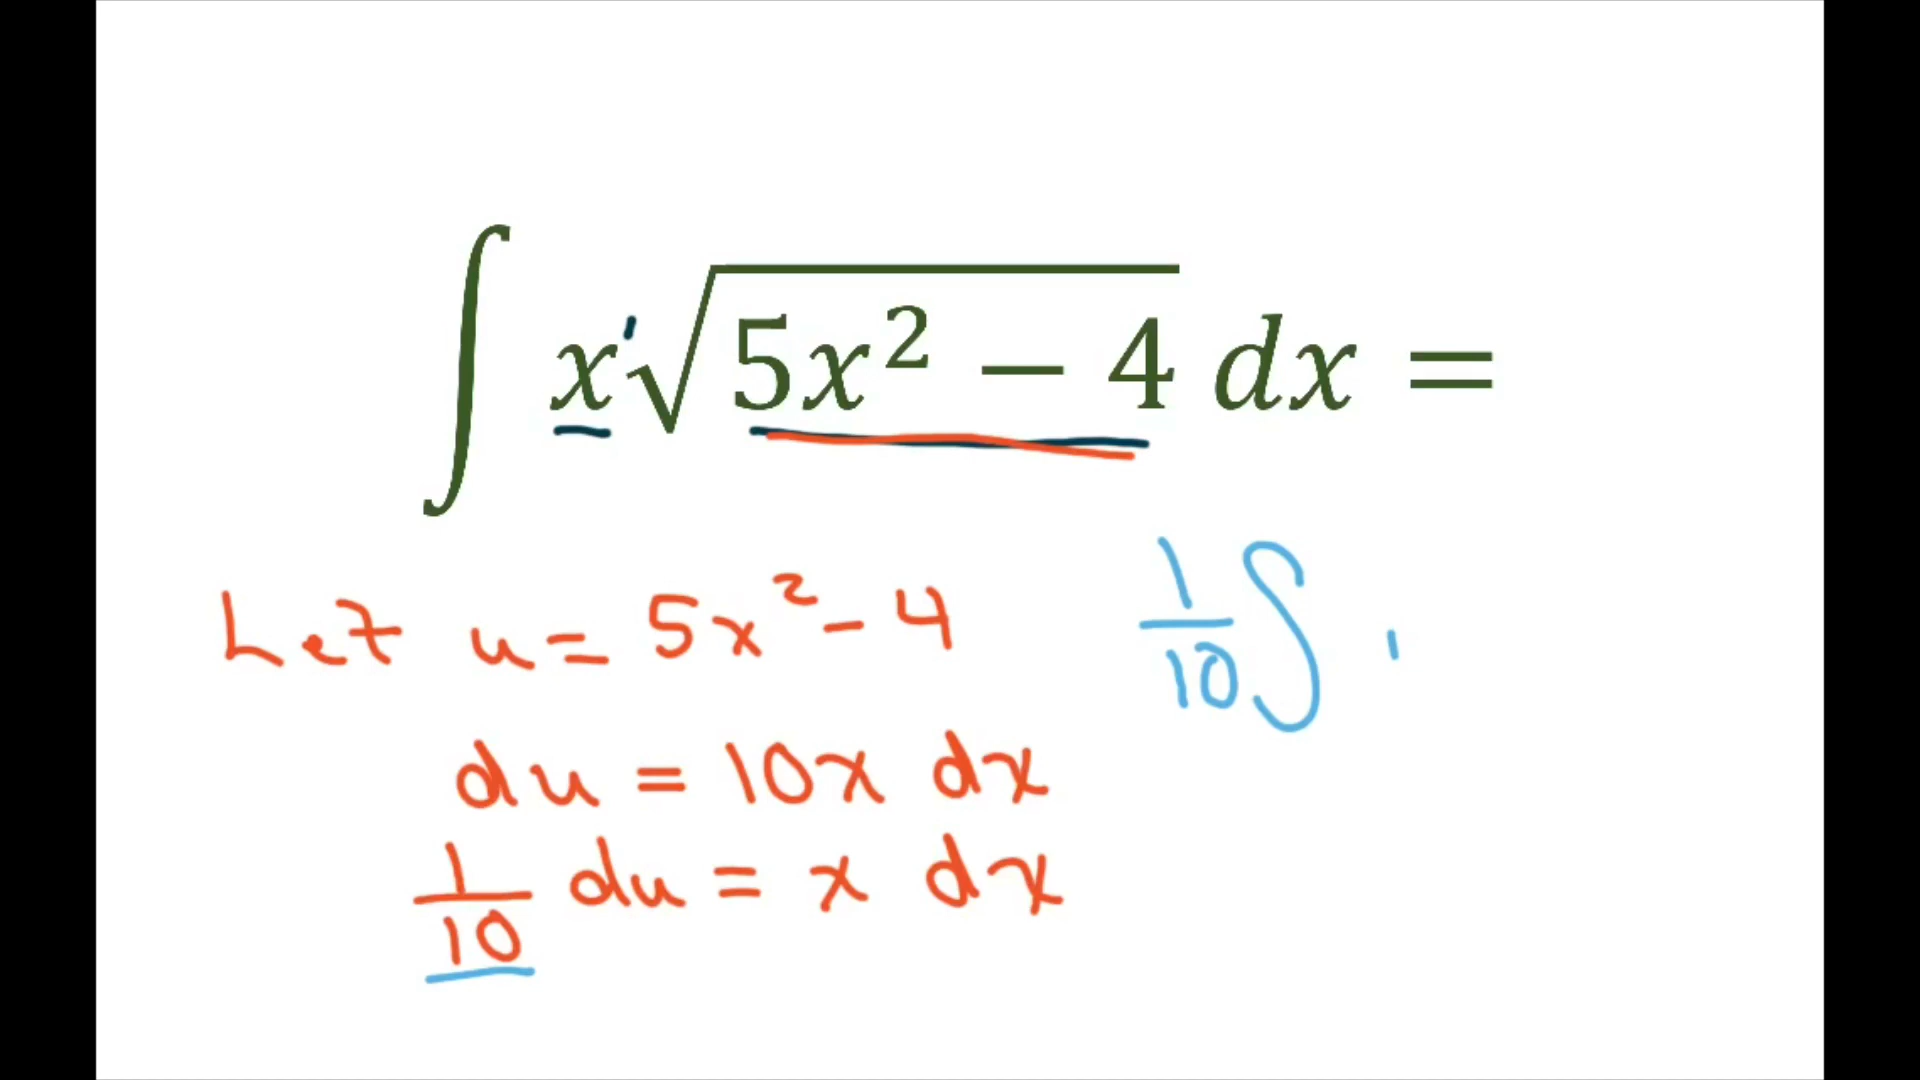 ∫ x√(5x² − 4) dx =
Let u = 5x² - 4
1/10 ∫
du = 10x dx
1/10 du = x dx